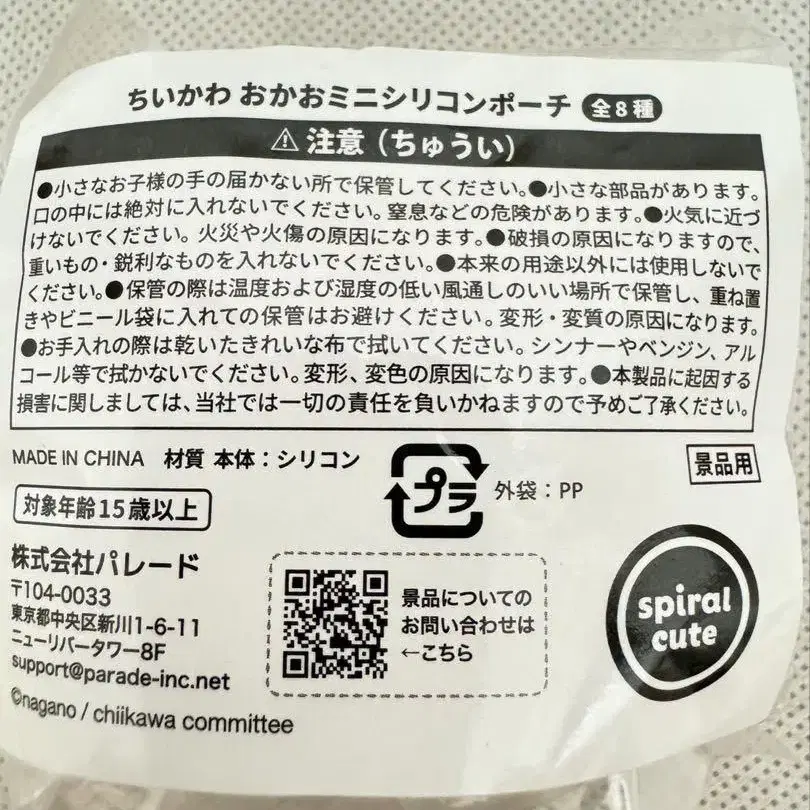 ちいかわ おかおミニシリコンポーチ 全8種
⚠注意（ちゅうい）
●小さなお子様の手の届かない所で保管してください。●小さな部品があります。
口の中には絶対に入れないでください。窒息などの危険があります。●火気に近づ
けないでください。火災や火傷の原因になります。●破損の原因になりますので、
重いもの・鋭利なものを入れないでください。●本来の用途以外には使用しないで
ください。●保管の際は温度および湿度の低い風通しのいい場所で保管し、重ね置
きやビニール袋に入れての保管はお避けください。変形・変質の原因になります。
●お手入れの際は乾いたきれいな布で拭いてください。シンナーやベンジン、アル
コール等で拭かないでください。変形、変色の原因になります。●本製品に起因する
損害に関しましては、当社では一切の責任を負いかねますので予めご了承ください。
MADE IN CHINA 材質 本体：シリコン
プラ
外袋：PP
景品用
対象年齢15歳以上
株式会社パレード
〒104-0033
東京都中央区新川1-6-11
ニューリバータワー8F
support@parade-inc.net
©nagano / chiikawa committee
景品についての
お問い合わせは
←こちら
spiral
cute